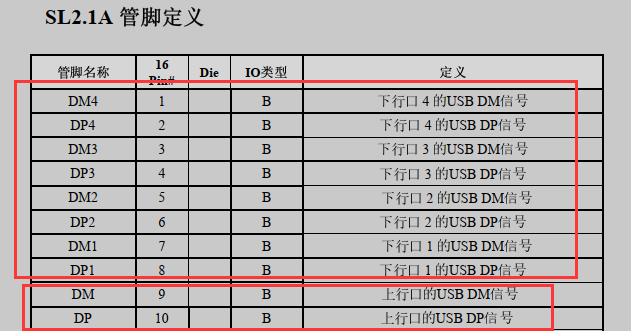 SL2.1A 管脚定义
管脚名称 16 Pin# Die IO类型 定义
DM4 1 B 下行口 4 的USB DM信号
DP4 2 B 下行口 4 的USB DP信号
DM3 3 B 下行口 3 的USB DM信号
DP3 4 B 下行口 3 的USB DP信号
DM2 5 B 下行口 2 的USB DM信号
DP2 6 B 下行口 2 的USB DP信号
DM1 7 B 下行口 1 的USB DM信号
DP1 8 B 下行口 1 的USB DP信号
DM 9 B 上行口的USB DM信号
DP 10 B 上行口的USB DP信号